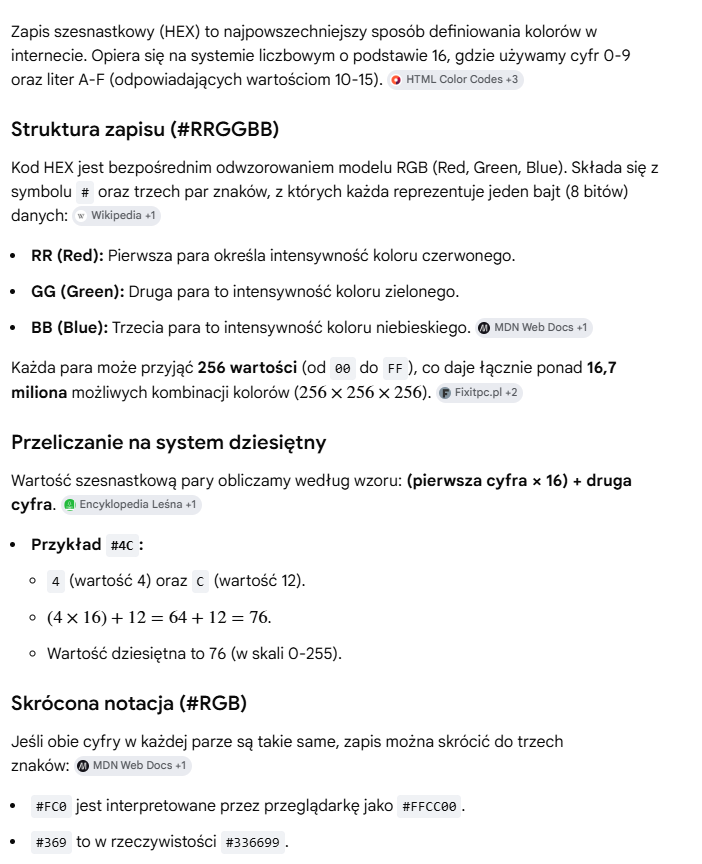 Zapis szesnastkowy (HEX) to najpowszechniejszy sposób definiowania kolorów w
internecie. Opiera się na systemie liczbowym o podstawie 16, gdzie używamy cyfr 0-9
oraz liter A-F (odpowiadających wartościom 10-15). HTML Color Codes +3
Struktura zapisu (#RRGGBB)
Kod HEX jest bezpośrednim odwzorowaniem modelu RGB (Red, Green, Blue). Składa się z
symbolu # oraz trzech par znaków, z których każda reprezentuje jeden bajt (8 bitów)
danych: W Wikipedia +1
• RR (Red): Pierwsza para określa intensywność koloru czerwonego.
• GG (Green): Druga para to intensywność koloru zielonego.
• BB (Blue): Trzecia para to intensywność koloru niebieskiego. MDN Web Docs +1
Każda para może przyjąć 256 wartości (od 00 do FF), co daje łącznie ponad 16,7
miliona możliwych kombinacji kolorów (256 × 256 × 256). F Fixitpc.pl +2
Przeliczanie na system dziesiętny
Wartość szesnastkową pary obliczamy według wzoru: (pierwsza cyfra × 16) + druga
cyfra. Encyklopedia Leśna +1
• Przykład #4C :
◦ 4 (wartość 4) oraz C (wartość 12).
◦ (4 × 16) + 12 = 64 + 12 = 76.
◦ Wartość dziesiętna to 76 (w skali 0-255).
Skrócona notacja (#RGB)
Jeśli obie cyfry w każdej parze są takie same, zapis można skrócić do trzech
znaków: MDN Web Docs +1
• #FC0 jest interpretowane przez przeglądarkę jako #FFCC00.
• #369 to w rzeczywistości #336699.